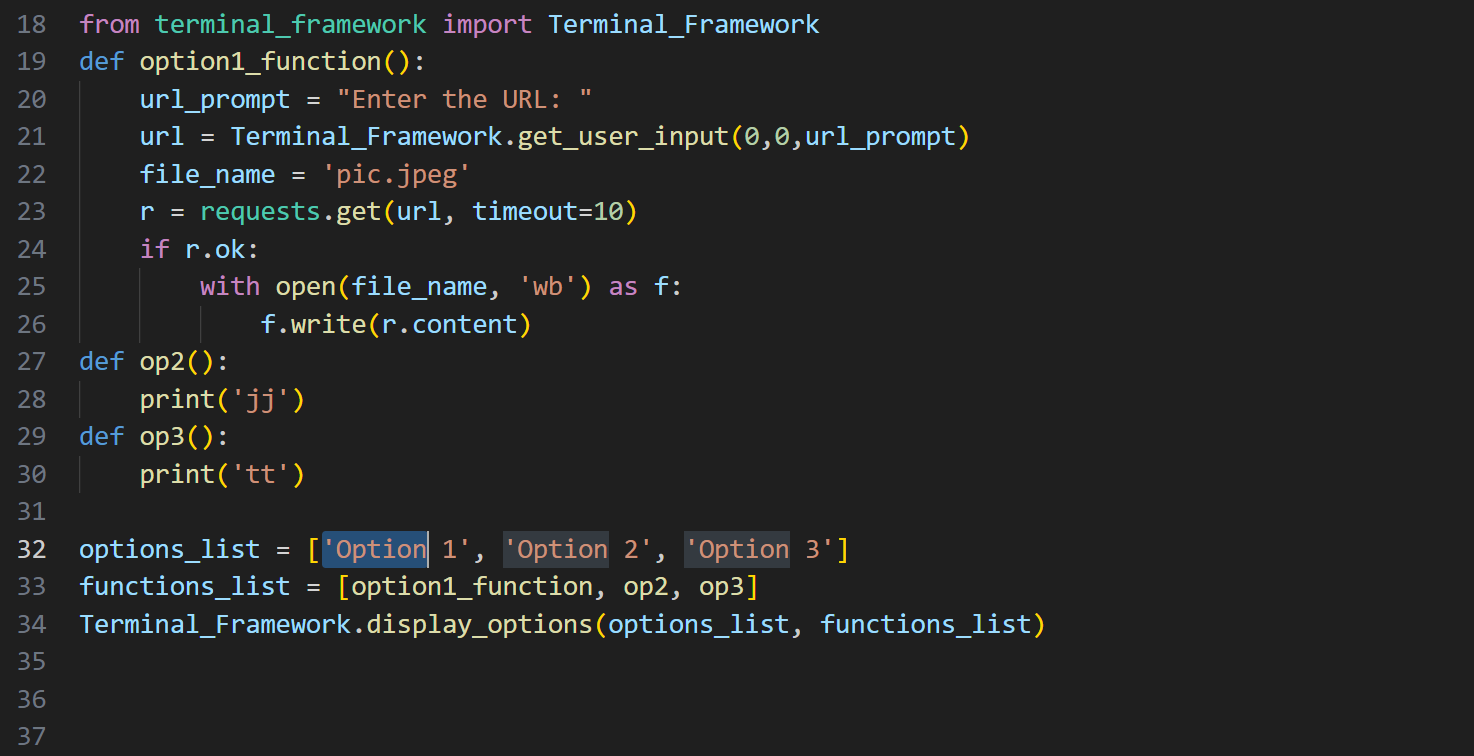 18 from terminal_framework import Terminal_Framework
19 def option1_function():
20     url_prompt = "Enter the URL: "
21     url = Terminal_Framework.get_user_input(0,0,url_prompt)
22     file_name = 'pic.jpeg'
23     r = requests.get(url, timeout=10)
24     if r.ok:
25         with open(file_name, 'wb') as f:
26             f.write(r.content)
27 def op2():
28     print('jj')
29 def op3():
30     print('tt')
31
32 options_list = ['Option 1', 'Option 2', 'Option 3']
33 functions_list = [option1_function, op2, op3]
34 Terminal_Framework.display_options(options_list, functions_list)
35
36
37